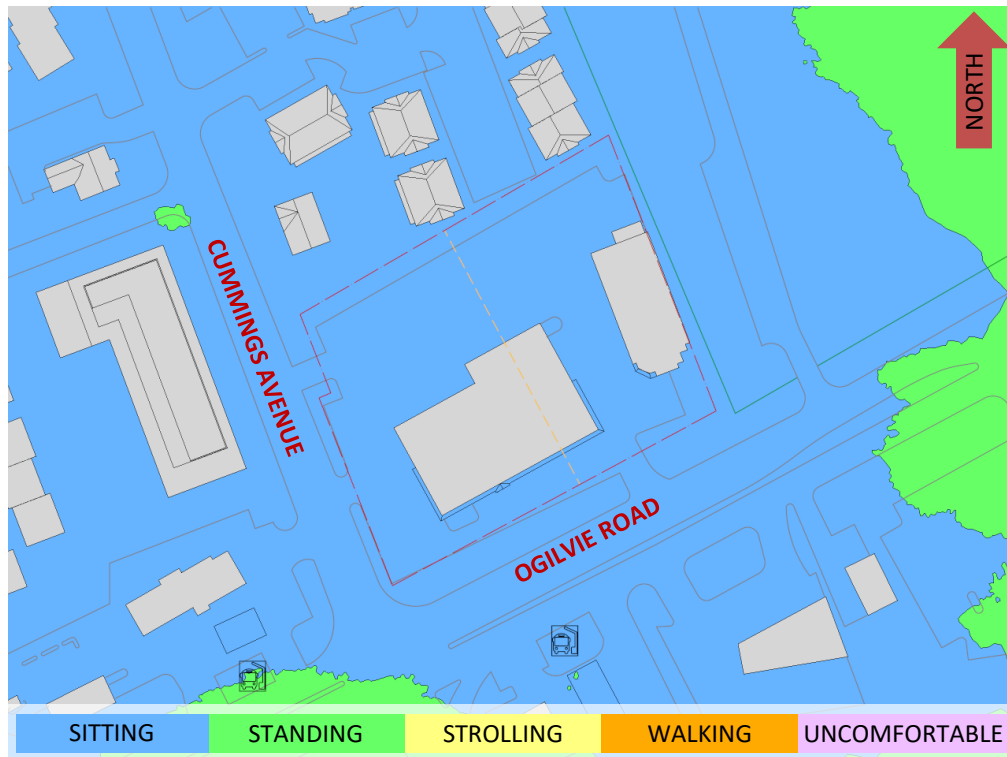 NORTH
CUMMINGS AVENUE
OGILVIE ROAD
SITTING
STANDING
STROLLING
WALKING
UNCOMFORTABLE